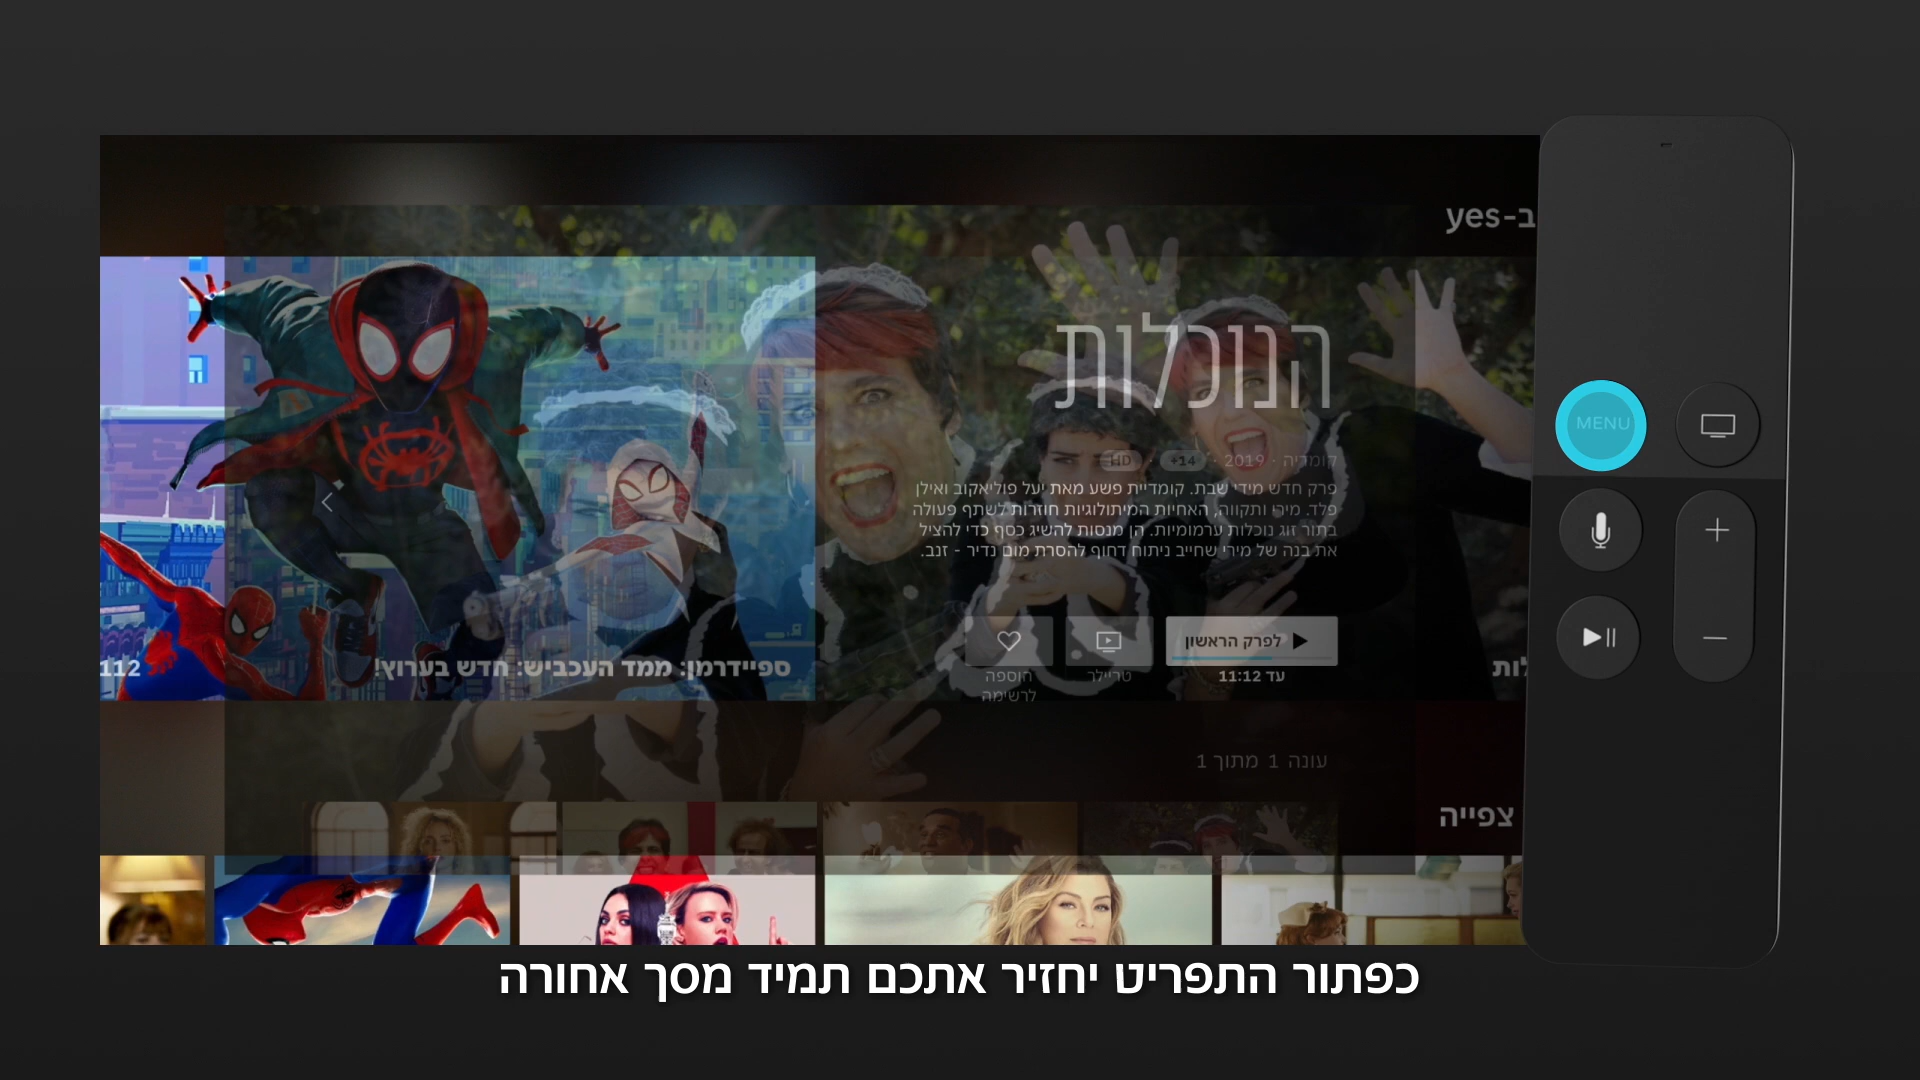 ב-yes
הנוכלות
קומדיה · 2019 · 14+ · HD
פרק חדש מידי שבת. קומדיית פשע מאת יעל פוליאקוב ואילן
פלד. מירי ותקווה, האחיות המיתולוגיות חוזרות לשתף פעולה
בתור זוג נוכלות ערמומיות. הן מנסות להשיג כסף כדי להציל
את בנה של מירי שחייב ניתוח דחוף להסרת מום נדיר - זנב.
לפרק הראשון
עד 11:12
טריילר
הוספה
לרשימה
לות
ספיידרמן: ממד העכביש: חדש בערוץ!
112
עונה 1 מתוך 1
צפייה
MENU
כפתור התפריט יחזיר אתכם תמיד מסך אחורה